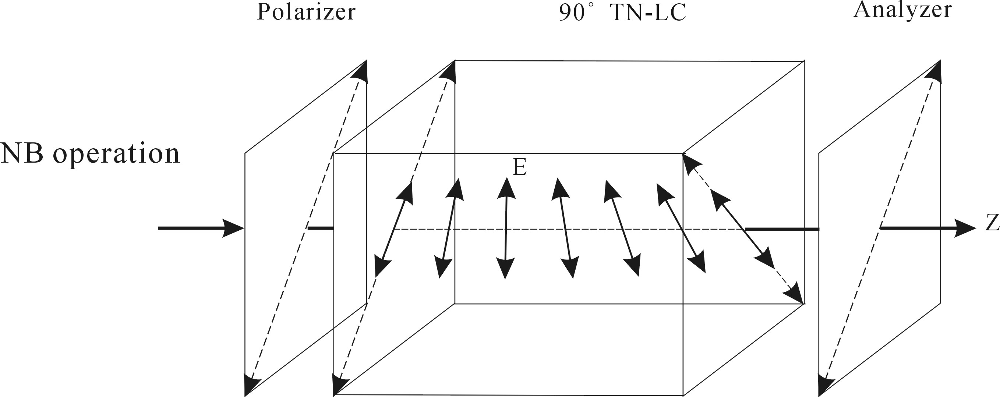 Polarizer
90° TN-LC
Analyzer
NB operation
E
Z